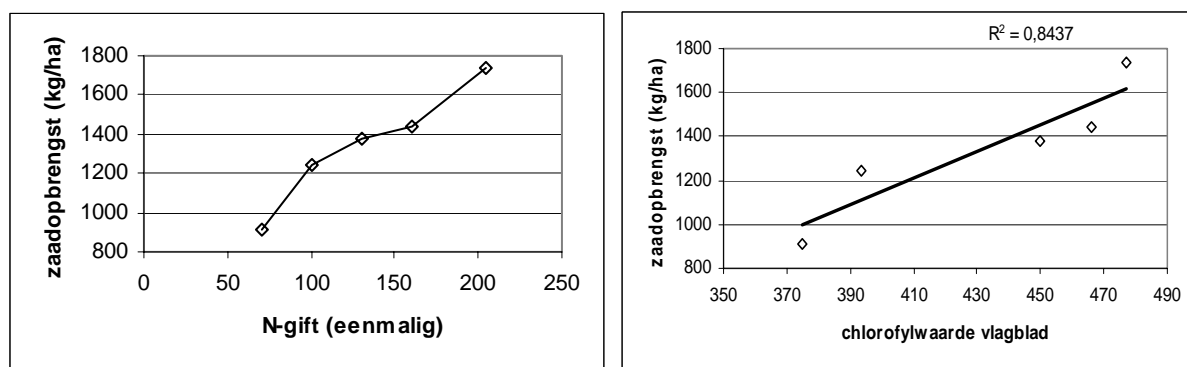 zaadopbrengst (kg/ha)
1800
1600
1400
1200
1000
800
0 50 100 150 200 250
N-gift (eenmalig)
R² = 0,8437
zaadopbrengst (kg/ha)
1800
1600
1400
1200
1000
800
350 370 390 410 430 450 470 490
chlorofylwaarde vlagblad